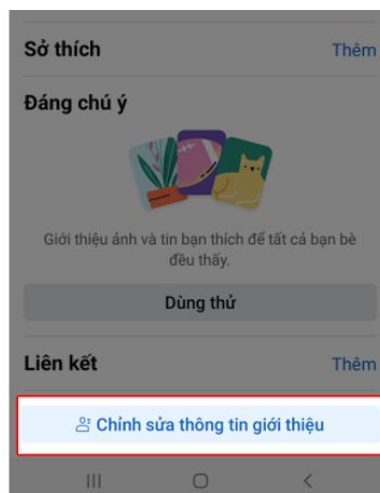 Sở thích Thêm
Đáng chú ý
Giới thiệu ảnh và tin bạn thích để tất cả bạn bè
đều thấy.
Dùng thử
Liên kết Thêm
Chỉnh sửa thông tin giới thiệu